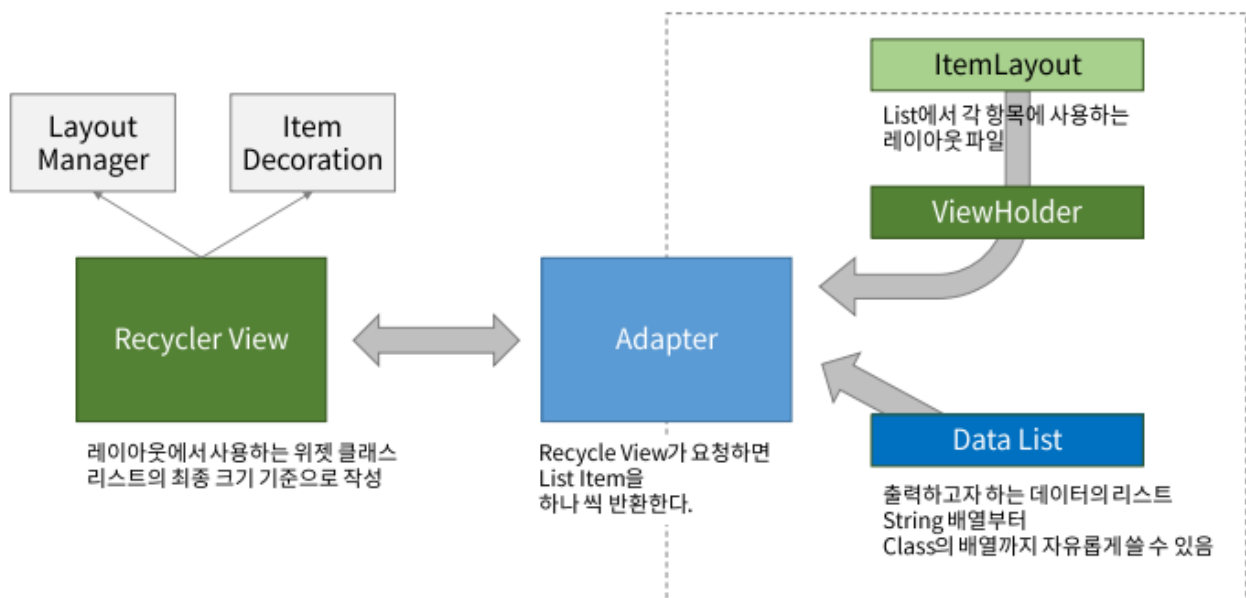 Layout
Manager
Item
Decoration
Recycler View
레이아웃에서 사용하는 위젯 클래스
리스트의 최종 크기 기준으로 작성
Adapter
Recycle View가 요청하면
List Item을
하나 씩 반환한다.
ItemLayout
List에서 각 항목에 사용하는
레이아웃 파일
ViewHolder
Data List
출력하고자 하는 데이터의 리스트
String 배열부터
Class의 배열까지 자유롭게 쓸 수 있음